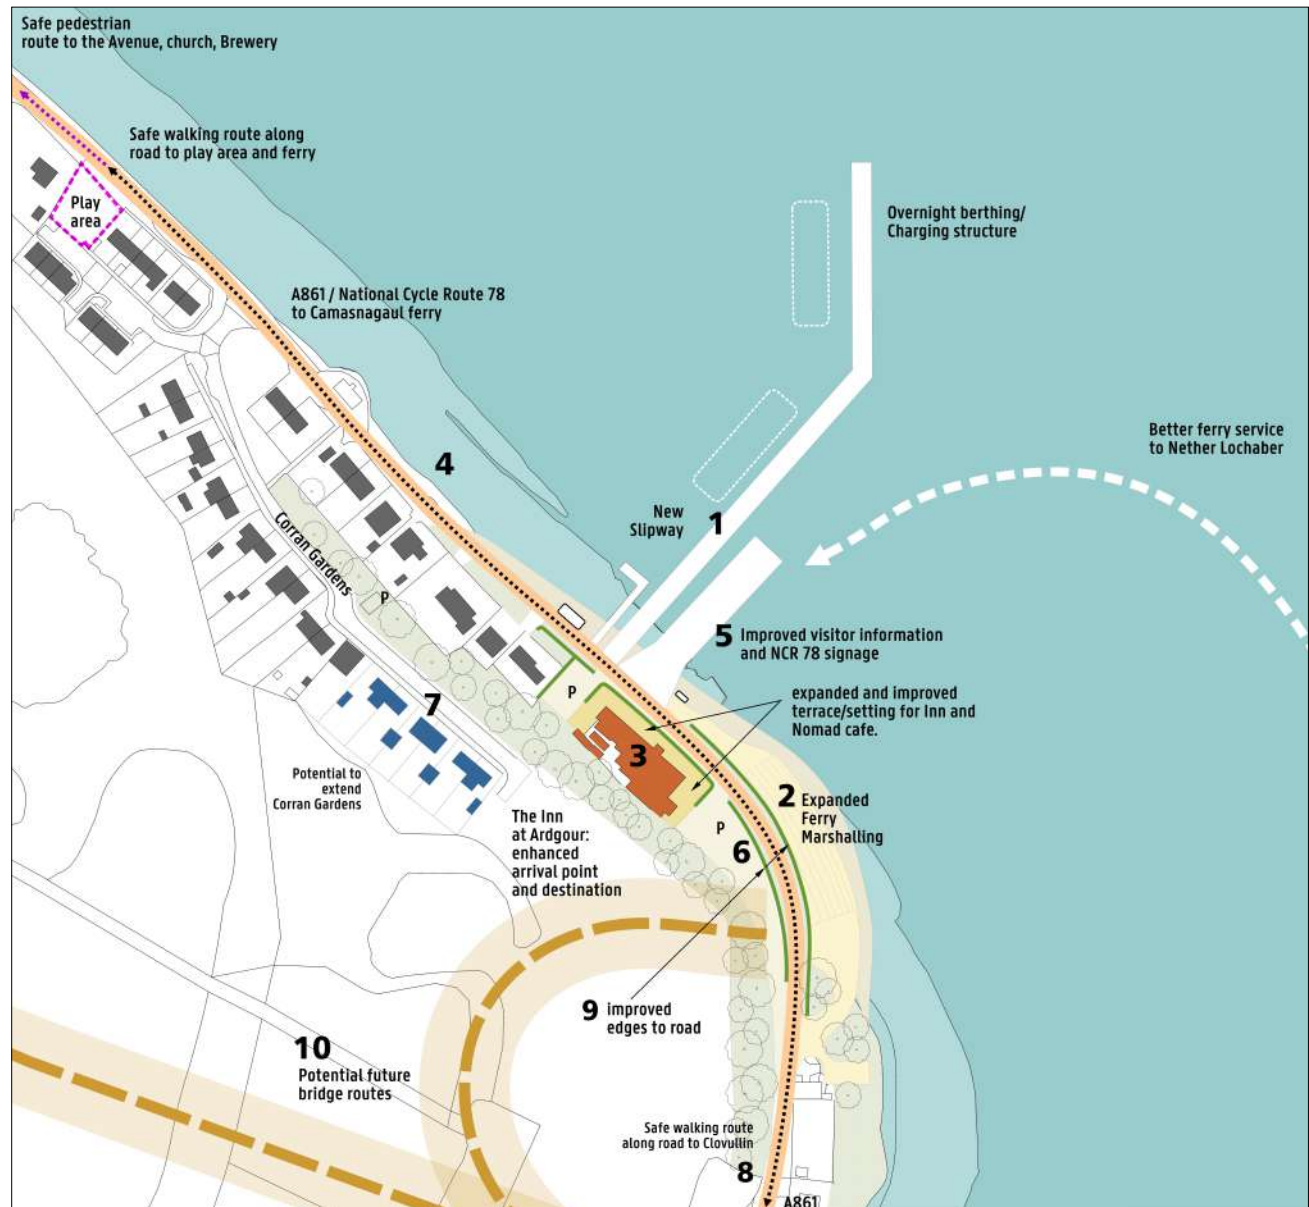 Safe pedestrian
route to the Avenue, church, Brewery
Safe walking route along
road to play area and ferry
Play
area
Overnight berthing/
Charging structure
A861 / National Cycle Route 78
to Camasnagaul ferry
Better ferry service
to Nether Lochaber
4
New
Slipway
1
Corran Gardens
P
5 Improved visitor information
and NCR 78 signage
P
expanded and improved
terrace/setting for Inn and
Nomad cafe.
7
3
Potential to
extend
Corran Gardens
2 Expanded
Ferry
Marshalling
The Inn
at Ardgour:
enhanced
arrival point
and destination
P
6
9 improved
edges to road
10
Potential future
bridge routes
Safe walking route
along road to Clovullin
8
A861